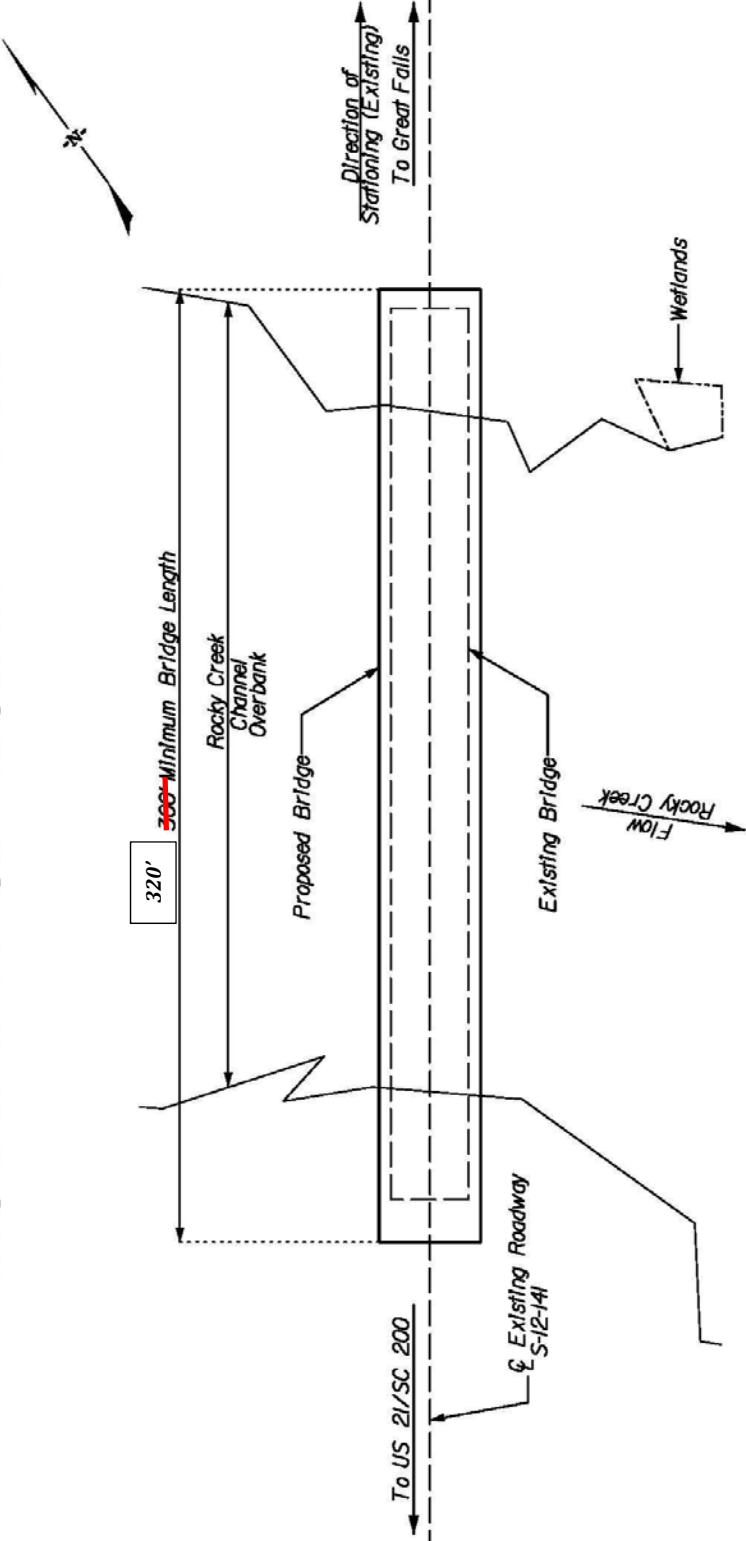 -N-
Direction of
Stationing (Existing)
To Great Falls
Wetlands
320'
300' Minimum Bridge Length
Rocky Creek
Channel
Overbank
Proposed Bridge
Existing Bridge
Flow
Rocky Creek
To US 21/SC 200
℄ Existing Roadway
S-12-141